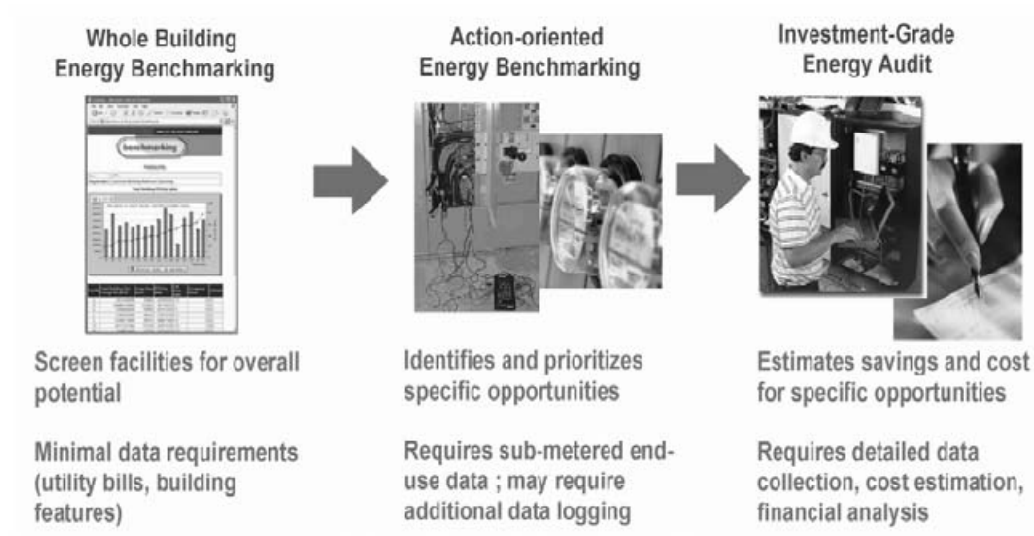 Whole Building
Energy Benchmarking
benchmarking
Screen facilities for overall
potential
Minimal data requirements
(utility bills, building
features)
Action-oriented
Energy Benchmarking
Identifies and prioritizes
specific opportunities
Requires sub-metered end-
use data ; may require
additional data logging
Investment-Grade
Energy Audit
Estimates savings and cost
for specific opportunities
Requires detailed data
collection, cost estimation,
financial analysis